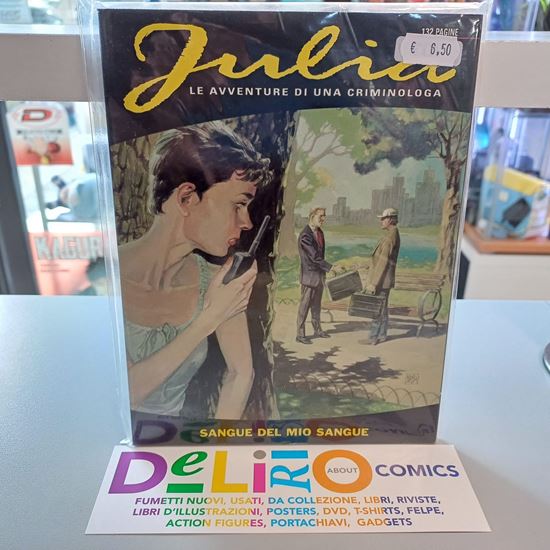 Julia
132 PAGINE
€ 6,50
LE AVVENTURE DI UNA CRIMINOLOGA
SANGUE DEL MIO SANGUE
DeLiRiO ABOUT COMICS
FUMETTI NUOVI, USATI, DA COLLEZIONE, LIBRI, RIVISTE,
LIBRI D'ILLUSTRAZIONI, POSTERS, DVD, T-SHIRTS, FELPE,
ACTION FIGURES, PORTACHIAVI, GADGETS